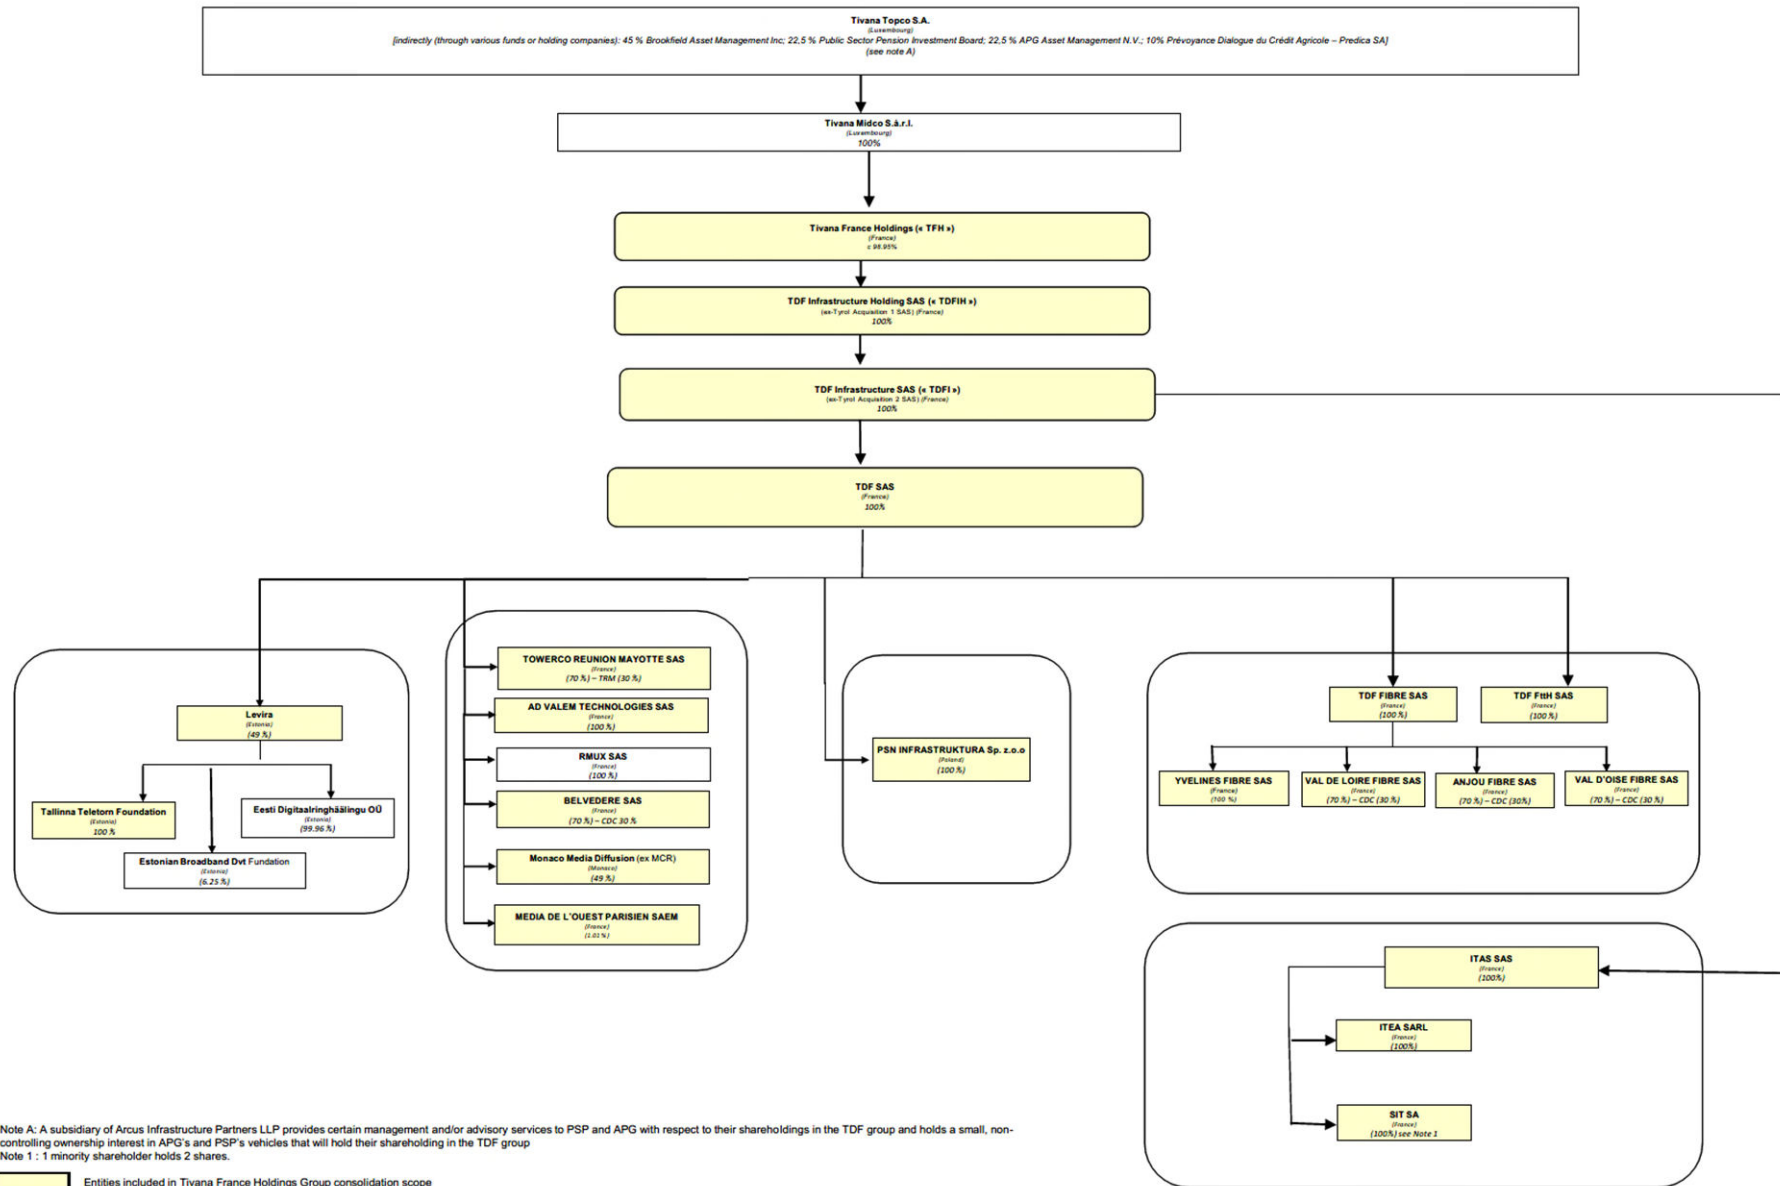 Tivana Topco S.A.
(Luxembourg)
[indirectly (through various funds or holding companies): 45 % Brookfield Asset Management Inc; 22,5 % Public Sector Pension Investment Board; 22,5 % APG Asset Management N.V.; 10% Prévoyance Dialogue du Crédit Agricole – Predica SA]
(see note A)
Tivana Midco S.à.r.l.
(Luxembourg)
100%
Tivana France Holdings (« TFH »)
(France)
c 98.95%
TDF Infrastructure Holding SAS (« TDFIH »)
(ex-Tyrol Acquisition 1 SAS) (France)
100%
TDF Infrastructure SAS (« TDFI »)
(ex-Tyrol Acquisition 2 SAS) (France)
100%
TDF SAS
(France)
100%
Levira
(Estonia)
(49 %)
Tallinna Teletorn Foundation
(Estonia)
100 %
Eesti Digitaalringhäälingu OÜ
(Estonia)
(99.96 %)
Estonian Broadband Dvt Fundation
(Estonia)
(6.25 %)
TOWERCO REUNION MAYOTTE SAS
(France)
(70 %) – TRM (30 %)
AD VALEM TECHNOLOGIES SAS
(France)
(100 %)
RMUX SAS
(France)
(100 %)
BELVEDERE SAS
(France)
(70 %) – CDC 30 %
Monaco Media Diffusion (ex MCR)
(Monaco)
(49 %)
MEDIA DE L'OUEST PARISIEN SAEM
(France)
(1.01 %)
PSN INFRASTRUKTURA Sp. z.o.o
(Poland)
(100 %)
TDF FIBRE SAS
(France)
(100 %)
TDF FttH SAS
(France)
(100 %)
YVELINES FIBRE SAS
(France)
(100 %)
VAL DE LOIRE FIBRE SAS
(France)
(70 %) – CDC (30 %)
ANJOU FIBRE SAS
(France)
(70 %) – CDC (30%)
VAL D'OISE FIBRE SAS
(France)
(70 %) – CDC (30 %)
ITAS SAS
(France)
(100%)
ITEA SARL
(France)
(100%)
SIT SA
(France)
(100%) see Note 1
Note A: A subsidiary of Arcus Infrastructure Partners LLP provides certain management and/or advisory services to PSP and APG with respect to their shareholdings in the TDF group and holds a small, non-
controlling ownership interest in APG's and PSP's vehicles that will hold their shareholding in the TDF group
Note 1 : 1 minority shareholder holds 2 shares.
Entities included in Tivana France Holdings Group consolidation scope